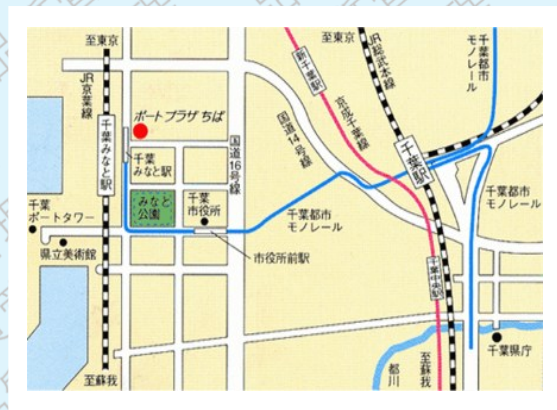 至東京
JR京葉線
千葉みなと駅
ポートプラザ ちば
千葉
みなと駅
国道16号線
国道14号線
新千葉駅
京成千葉線
至東京
JR総武本線
千葉都市
モノレール
千葉駅
みなと
公園
千葉
市役所
千葉
ポートタワー
県立美術館
千葉都市
モノレール
市役所前駅
千葉都市
モノレール
千葉中央駅
千葉県庁
都川
至蘇我
至蘇我